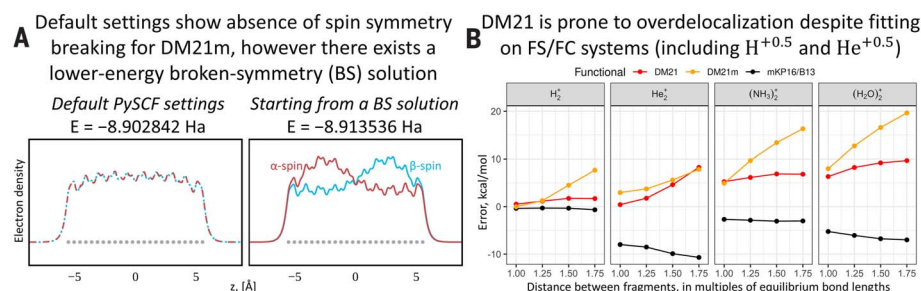 A
Default settings show absence of spin symmetry
breaking for DM21m, however there exists a
lower-energy broken-symmetry (BS) solution
Default PySCF settings
E = −8.902842 Ha
Starting from a BS solution
E = −8.913536 Ha
α-spin
β-spin
Electron density
−5 0 5
−5 0 5
z, [Å]
B
DM21 is prone to overdelocalization despite fitting
on FS/FC systems (including H⁺⁰·⁵ and He⁺⁰·⁵)
Functional DM21 DM21m mKP16/B13
H₂⁺ He₂⁺ (NH₃)₂⁺ (H₂O)₂⁺
Error, kcal/mol
20
10
0
-10
1.00 1.25 1.50 1.75 1.00 1.25 1.50 1.75 1.00 1.25 1.50 1.75 1.00 1.25 1.50 1.75
Distance between fragments, in multiples of equilibrium bond lengths